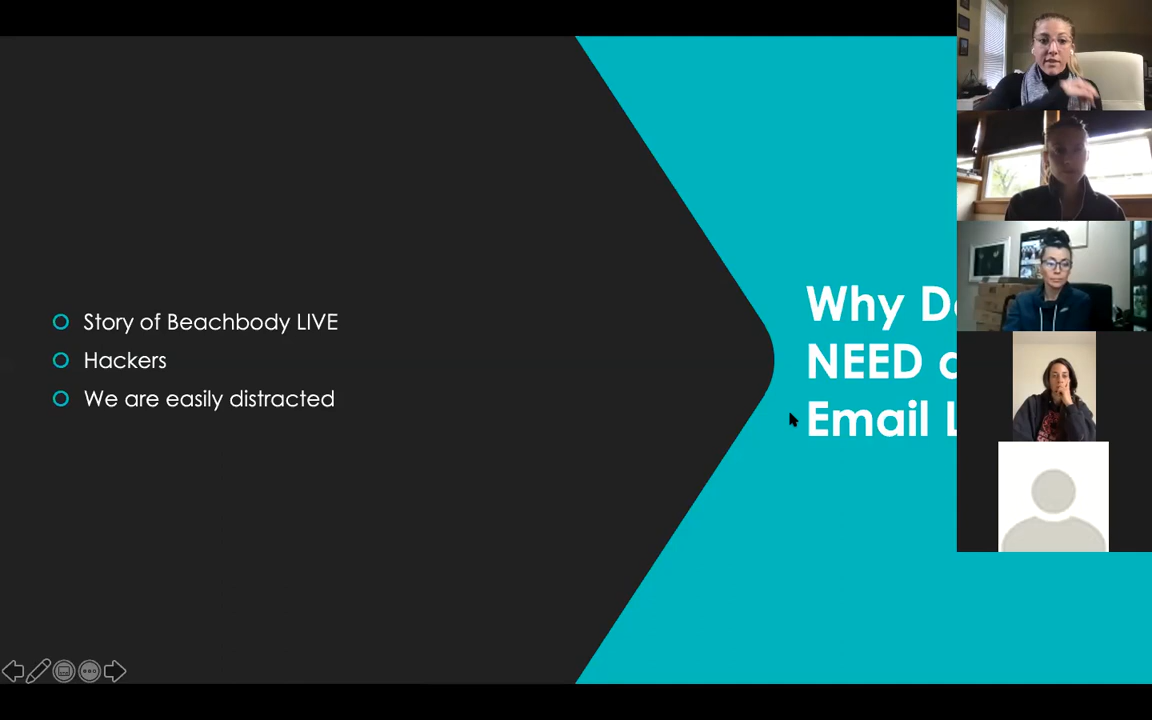 Story of Beachbody LIVE
Hackers
We are easily distracted
Why
NEED
Email